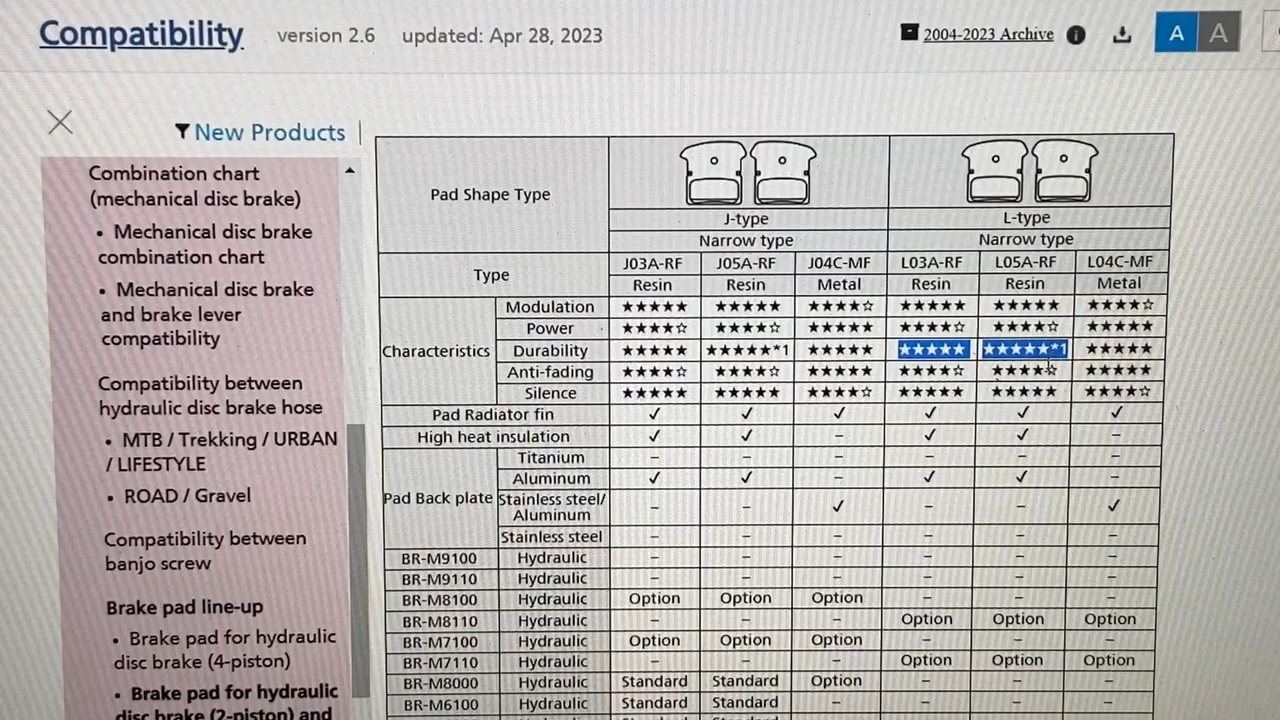 Compatibility version 2.6 updated: Apr 28, 2023 2004-2023 Archive i A A
New Products
Combination chart
(mechanical disc brake)
• Mechanical disc brake
combination chart
• Mechanical disc brake
and brake lever
compatibility
Compatibility between
hydraulic disc brake hose
• MTB / Trekking / URBAN
/ LIFESTYLE
• ROAD / Gravel
Compatibility between
banjo screw
Brake pad line-up
• Brake pad for hydraulic
disc brake (4-piston)
• Brake pad for hydraulic
disc brake (2-piston) and
Pad Shape Type
J-type L-type
Narrow type Narrow type
Type J03A-RF J05A-RF J04C-MF L03A-RF L05A-RF L04C-MF
Resin Resin Metal Resin Resin Metal
Characteristics
Modulation ★★★★★ ★★★★★ ★★★★☆ ★★★★★ ★★★★★ ★★★★☆
Power ★★★★☆ ★★★★☆ ★★★★★ ★★★★☆ ★★★★☆ ★★★★★
Durability ★★★★★ ★★★★★*1 ★★★★★ ★★★★★ ★★★★★*1 ★★★★★
Anti-fading ★★★★☆ ★★★★☆ ★★★★★ ★★★★☆ ★★★★☆ ★★★★★
Silence ★★★★★ ★★★★★ ★★★★☆ ★★★★★ ★★★★★ ★★★★☆
Pad Radiator fin ✓ ✓ ✓ ✓ ✓ ✓
High heat insulation ✓ ✓ – ✓ ✓ –
Pad Back plate
Titanium – – – – – –
Aluminum ✓ ✓ – ✓ ✓ –
Stainless steel/
Aluminum – – ✓ – – ✓
Stainless steel – – – – – –
BR-M9100 Hydraulic – – – – – –
BR-M9110 Hydraulic – – – – – –
BR-M8100 Hydraulic Option Option Option – – –
BR-M8110 Hydraulic – – – Option Option Option
BR-M7100 Hydraulic Option Option Option – – –
BR-M7110 Hydraulic – – – Option Option Option
BR-M8000 Hydraulic Standard Standard Option – – –
BR-M6100 Hydraulic Standard Standard – – – –